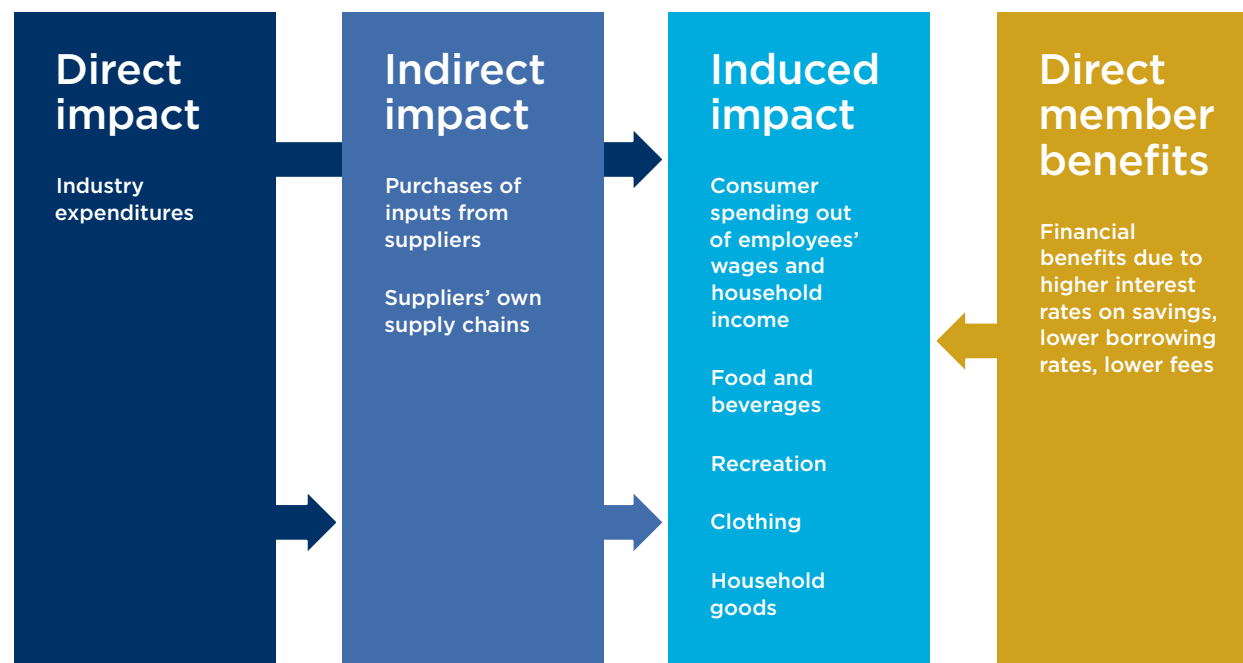 Direct
impact
Industry
expenditures
Indirect
impact
Purchases of
inputs from
suppliers
Suppliers’ own
supply chains
Induced
impact
Consumer
spending out
of employees’
wages and
household
income
Food and
beverages
Recreation
Clothing
Household
goods
Direct
member
benefits
Financial
benefits due to
higher interest
rates on savings,
lower borrowing
rates, lower fees